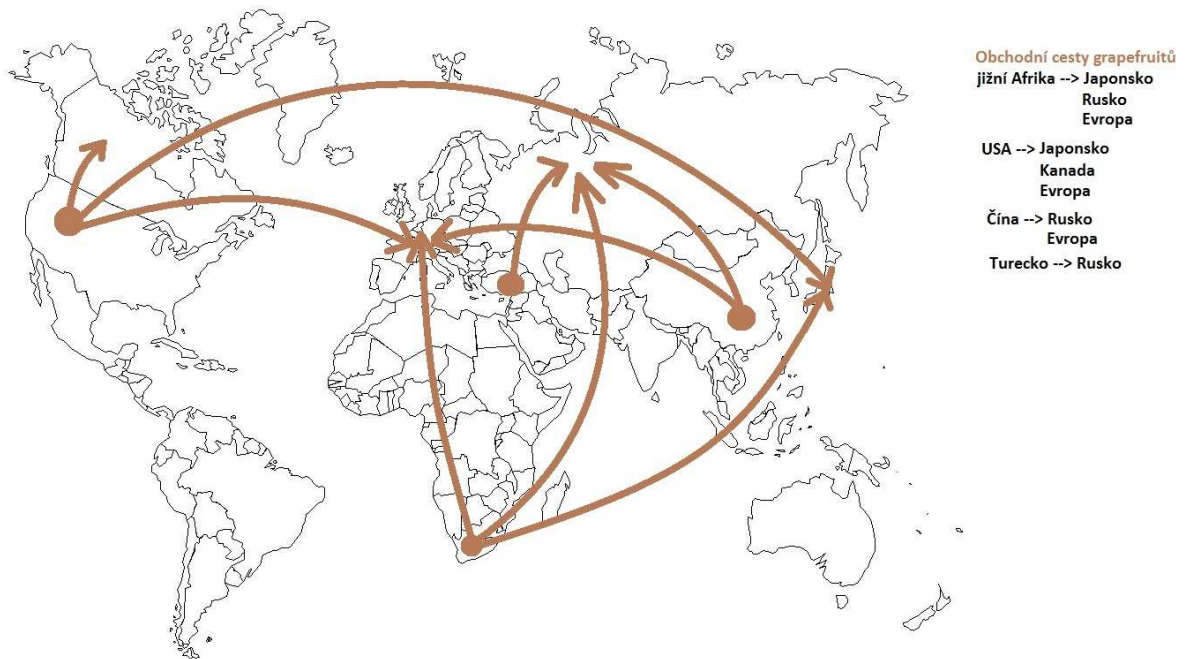 Obchodní cesty grapefruitů
jižní Afrika --> Japonsko
Rusko
Evropa
USA --> Japonsko
Kanada
Evropa
Čína --> Rusko
Evropa
Turecko --> Rusko